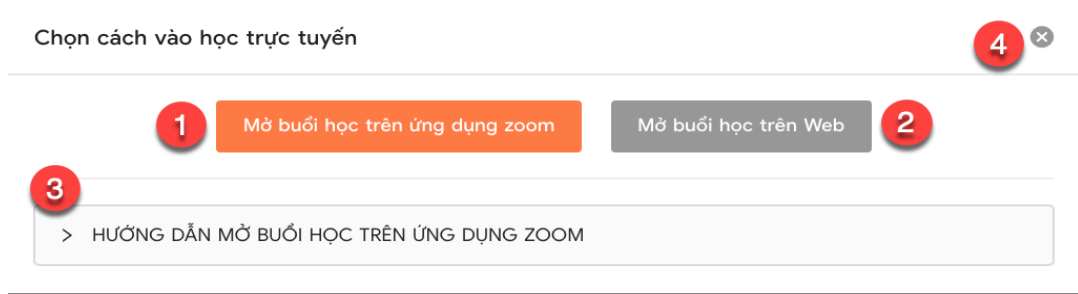 Chọn cách vào học trực tuyến
4
1
Mở buổi học trên ứng dụng zoom
Mở buổi học trên Web
2
3
> HƯỚNG DẪN MỞ BUỔI HỌC TRÊN ỨNG DỤNG ZOOM